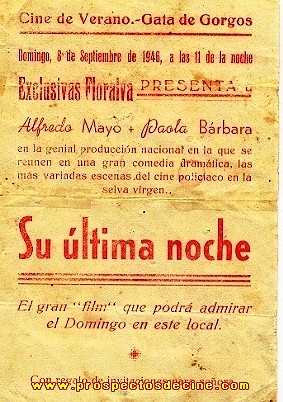 Cine de Verano.-Gata de Gorgos
Domingo, 8 de Septiembre de 1946, a las 11 de la noche
Exclusivas Floralva PRESENTA a
Alfredo Mayo + Paola Bárbara
en la genial producción nacional en la que se
reunen en una gran comedia dramática, las
más variadas escenas del cine policiaco en la
selva virgen..
Su última noche
El gran "film" que podrá admirar
el Domingo en este local.
Con regalo de
www.prospectosdecine.com